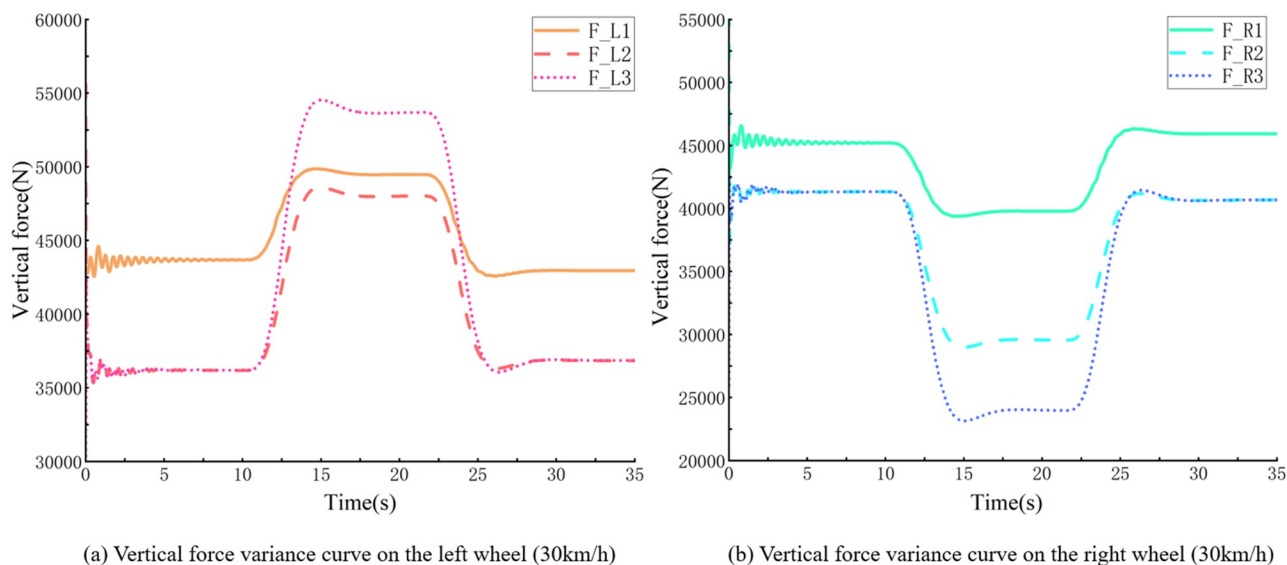 60000
55000
50000
45000
40000
35000
30000
Vertical force(N)
F_L1
F_L2
F_L3
0 5 10 15 20 25 30 35
Time(s)
(a) Vertical force variance curve on the left wheel (30km/h)
55000
50000
45000
40000
35000
30000
25000
20000
Vertical force(N)
F_R1
F_R2
F_R3
0 5 10 15 20 25 30 35
Time(s)
(b) Vertical force variance curve on the right wheel (30km/h)